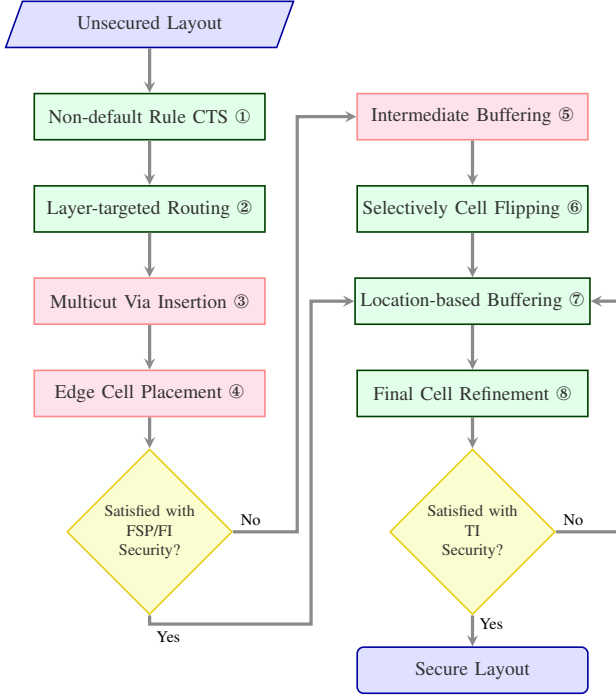 Unsecured Layout
Non-default Rule CTS ①
Layer-targeted Routing ②
Multicut Via Insertion ③
Edge Cell Placement ④
Satisfied with
FSP/FI
Security?
No
Yes
Intermediate Buffering ⑤
Selectively Cell Flipping ⑥
Location-based Buffering ⑦
Final Cell Refinement ⑧
Satisfied with
TI
Security?
No
Yes
Secure Layout